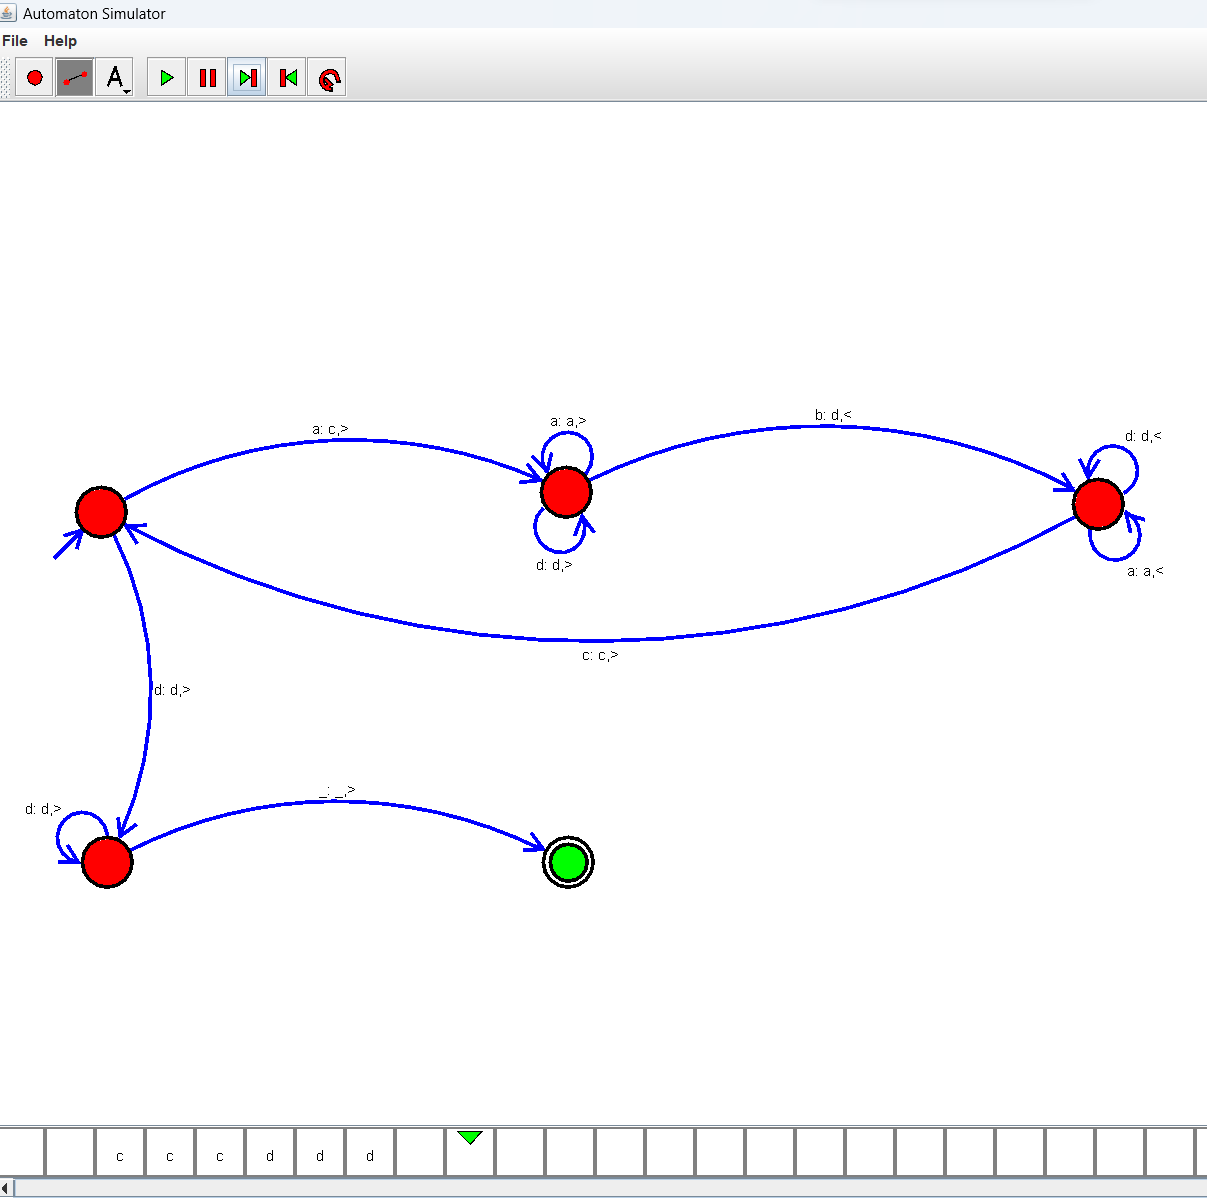 Automaton Simulator
File Help
A
b: d,<
a: a,>
a: c,>
d: d,<
d: d,>
a: a,<
c: c,>
d: d,>
_: _,>
d: d,>
c c c d d d